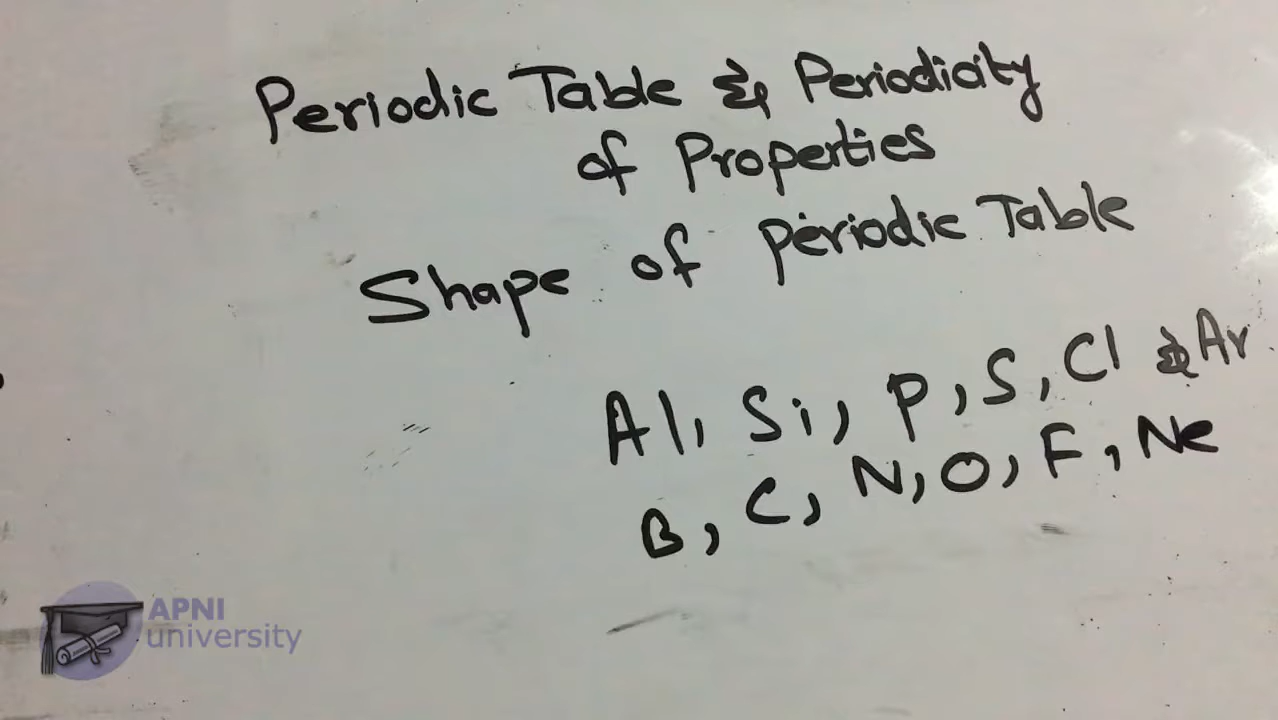 Periodic Table & Periodicity
of Properties
Shape of periodic Table
Al, Si, P, S, Cl & Ar
B, C, N, O, F, Ne
APNI
university